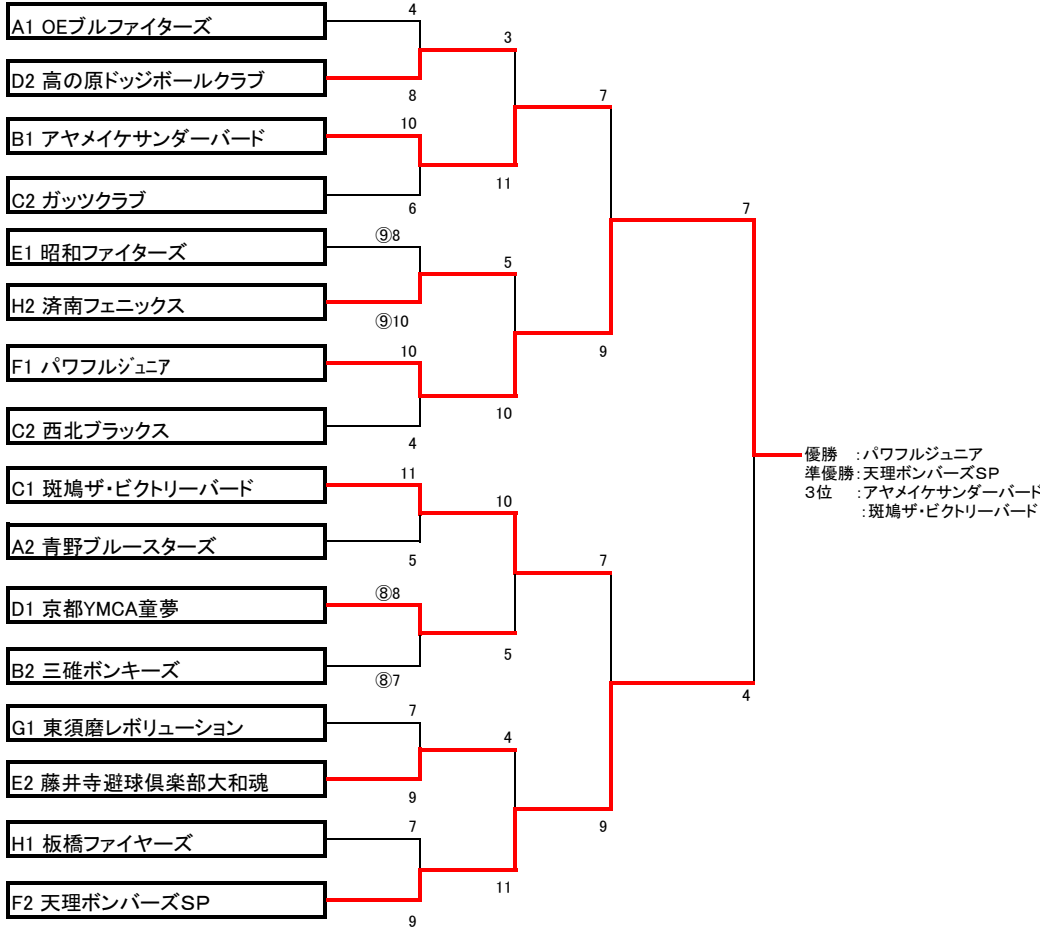 A1 OEブルファイターズ
4
3
D2 高の原ドッジボールクラブ
8
7
B1 アヤメイケサンダーバード
10
11
C2 ガッツクラブ
6
7
E1 昭和ファイターズ
⑨8
5
H2 済南フェニックス
⑨10
9
F1 パワフルジュニア
10
10
C2 西北ブラックス
4
優勝 :パワフルジュニア
準優勝:天理ボンバーズSP
3位 :アヤメイケサンダーバード
:斑鳩ザ・ビクトリーバード
C1 斑鳩ザ・ビクトリーバード
11
10
A2 青野ブルースターズ
5
7
D1 京都YMCA童夢
⑧8
5
B2 三碓ボンキーズ
⑧7
4
G1 東須磨レボリューション
7
4
E2 藤井寺避球倶楽部大和魂
9
9
H1 板橋ファイヤーズ
7
11
F2 天理ボンバーズSP
9